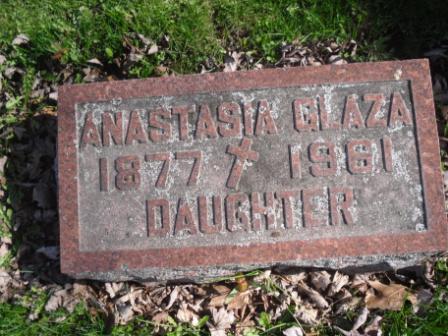 ANASTASIA GLAZA
1877 1961
DAUGHTER